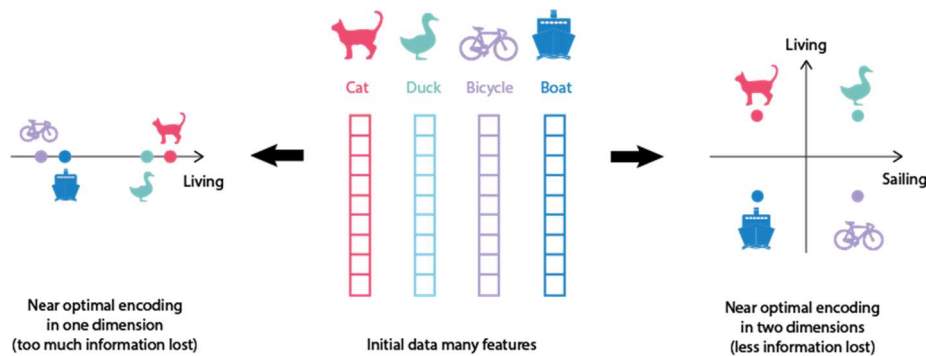 Living
Near optimal encoding
in one dimension
(too much information lost)
Cat Duck Bicycle Boat
Initial data many features
Living
Sailing
Near optimal encoding
in two dimensions
(less information lost)